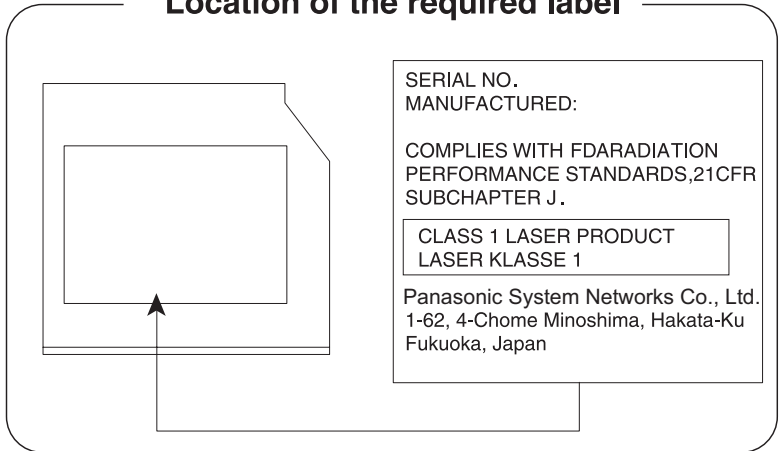 Location of the required label
SERIAL NO.
MANUFACTURED:
COMPLIES WITH FDARADIATION
PERFORMANCE STANDARDS,21CFR
SUBCHAPTER J.
CLASS 1 LASER PRODUCT
LASER KLASSE 1
Panasonic System Networks Co., Ltd.
1-62, 4-Chome Minoshima, Hakata-Ku
Fukuoka, Japan